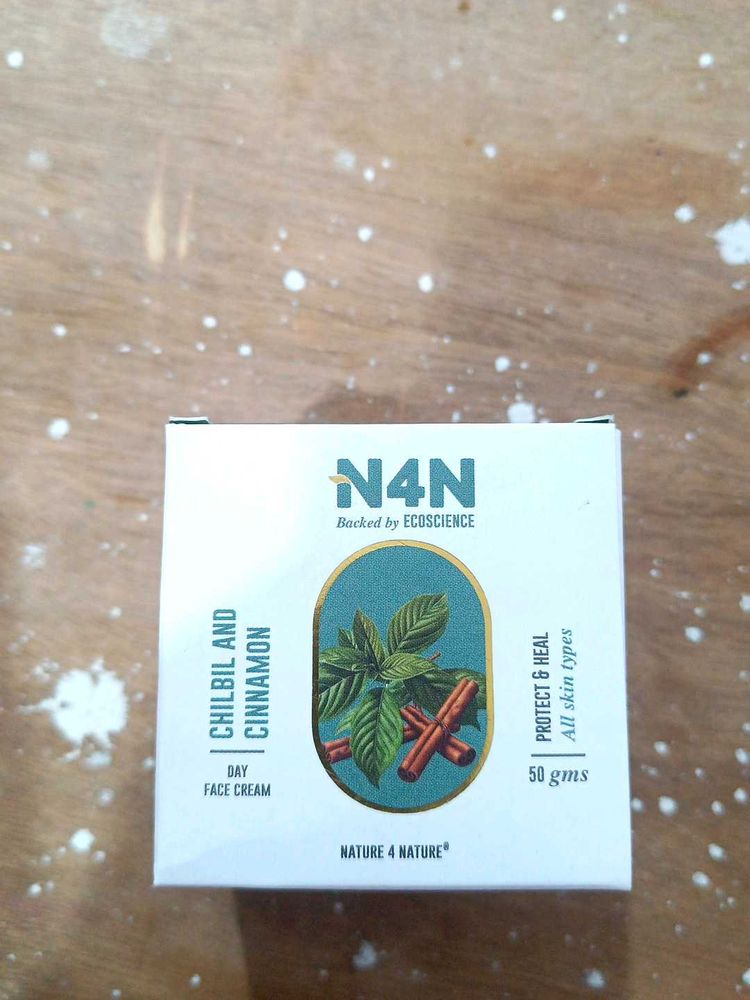 N4N
Backed by ECOSCIENCE
CHILBIL AND
CINNAMON
DAY
FACE CREAM
PROTECT & HEAL
All skin types
50 gms
NATURE 4 NATURE®